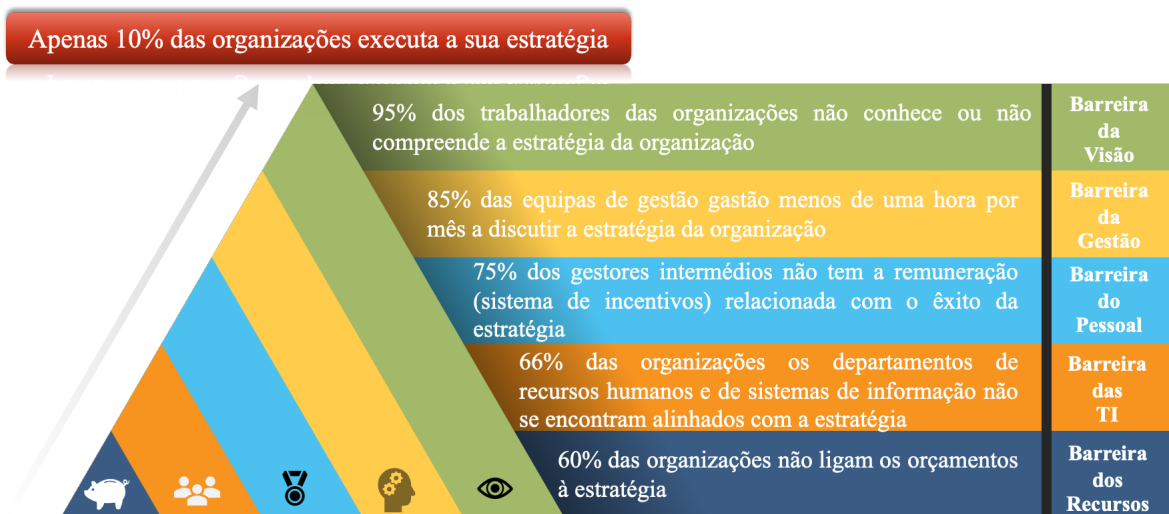 Apenas 10% das organizações executa a sua estratégia
95% dos trabalhadores das organizações não conhece ou não
compreende a estratégia da organização
Barreira
da
Visão
85% das equipas de gestão gastão menos de uma hora por
mês a discutir a estratégia da organização
Barreira
da
Gestão
75% dos gestores intermédios não tem a remuneração
(sistema de incentivos) relacionada com o êxito da
estratégia
Barreira
do
Pessoal
66% das organizações os departamentos de
recursos humanos e de sistemas de informação não
se encontram alinhados com a estratégia
Barreira
das
TI
60% das organizações não ligam os orçamentos
à estratégia
Barreira
dos
Recursos